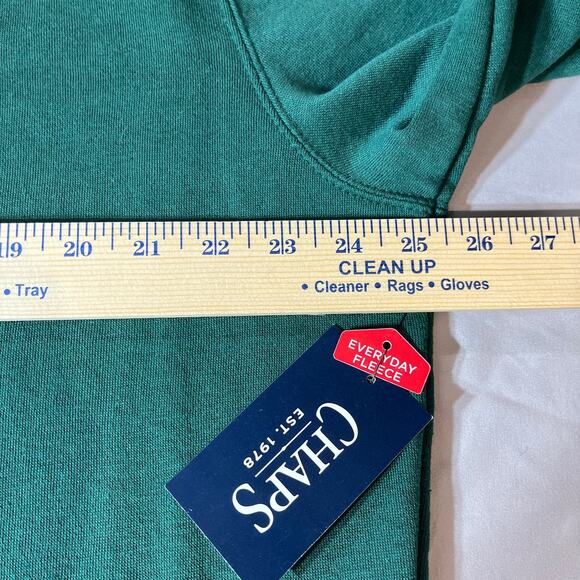 19 20 21 22 23 24 25 26 27
CLEAN UP
• Tray • Cleaner • Rags • Gloves
EVERYDAY
FLEECE
CHAPS
EST. 1978